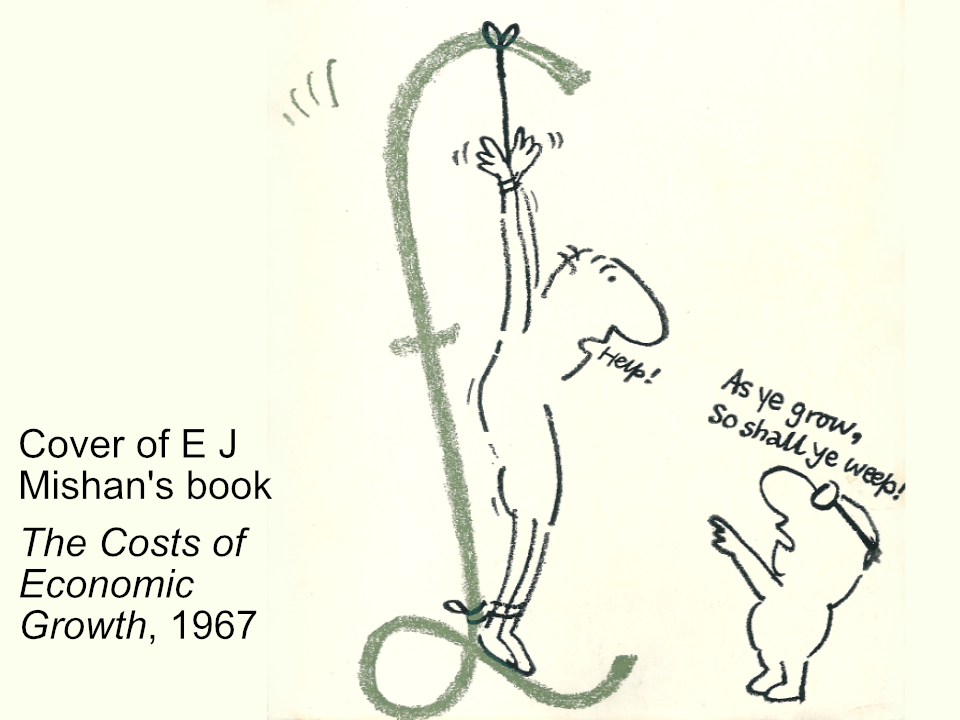 Help!
As ye grow,
So shall ye weep!
Cover of E J
Mishan's book
The Costs of
Economic
Growth, 1967